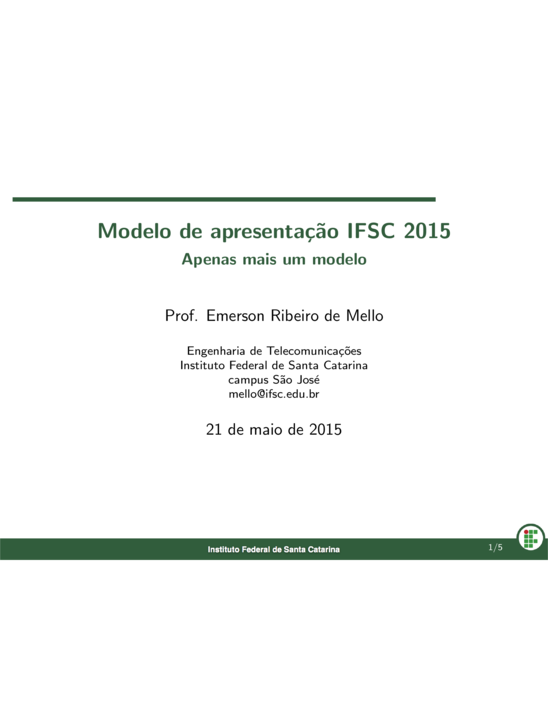 Modelo de apresentação IFSC 2015
Apenas mais um modelo
Prof. Emerson Ribeiro de Mello
Engenharia de Telecomunicações
Instituto Federal de Santa Catarina
campus São José
mello@ifsc.edu.br
21 de maio de 2015
Instituto Federal de Santa Catarina
1/5